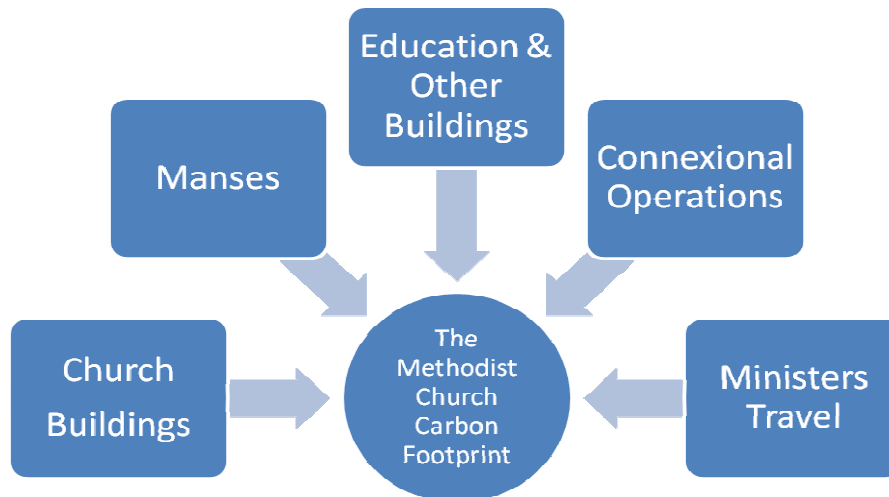 Education &
Other
Buildings
Manses
Connexional
Operations
Church
Buildings
The
Methodist
Church
Carbon
Footprint
Ministers
Travel